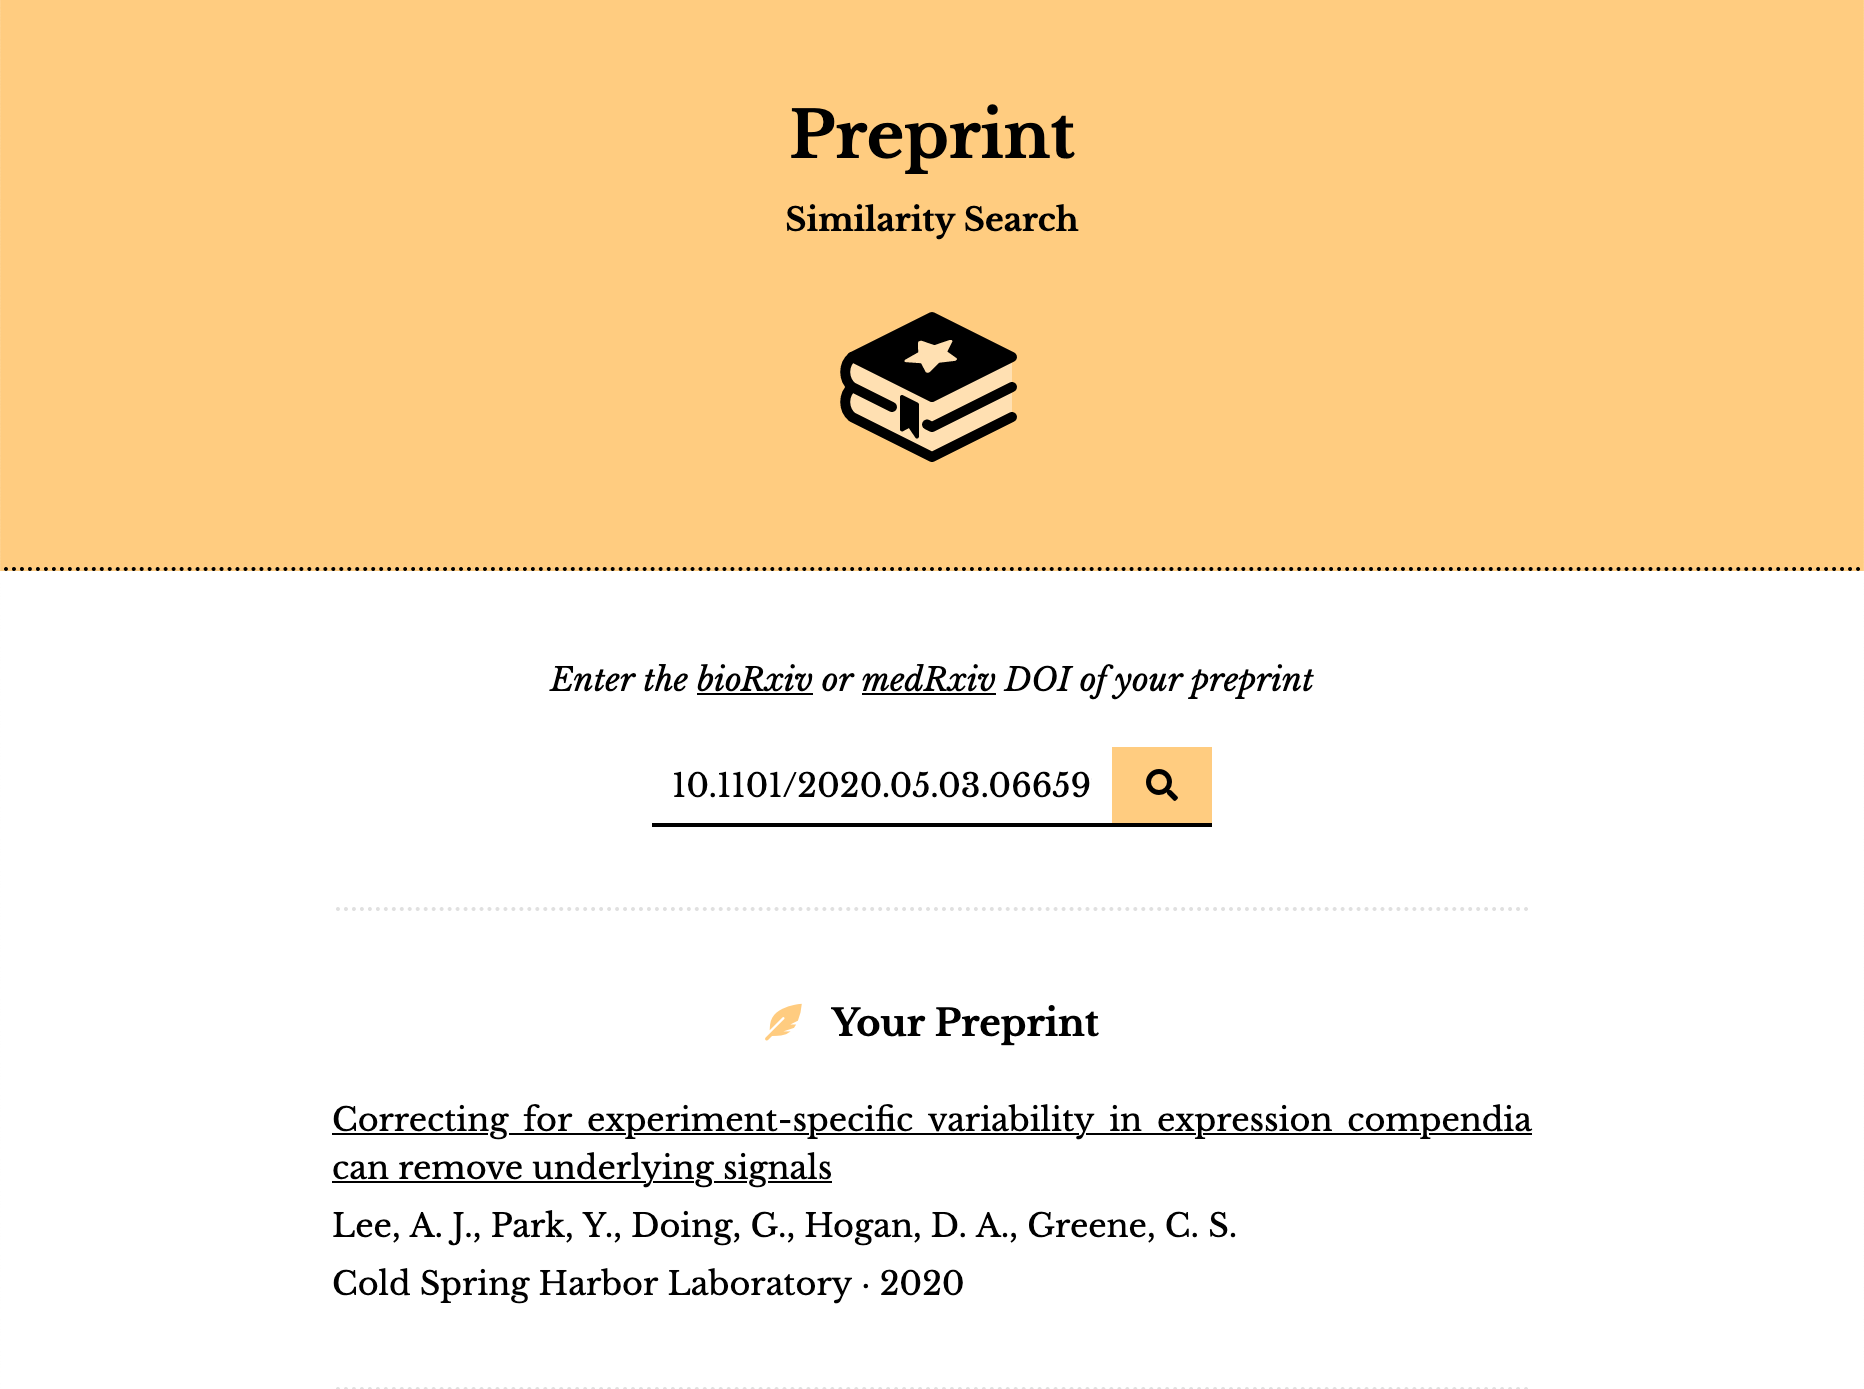 Preprint
Similarity Search
Enter the bioRxiv or medRxiv DOI of your preprint
10.1101/2020.05.03.06659
Your Preprint
Correcting for experiment-specific variability in expression compendia
can remove underlying signals
Lee, A. J., Park, Y., Doing, G., Hogan, D. A., Greene, C. S.
Cold Spring Harbor Laboratory · 2020